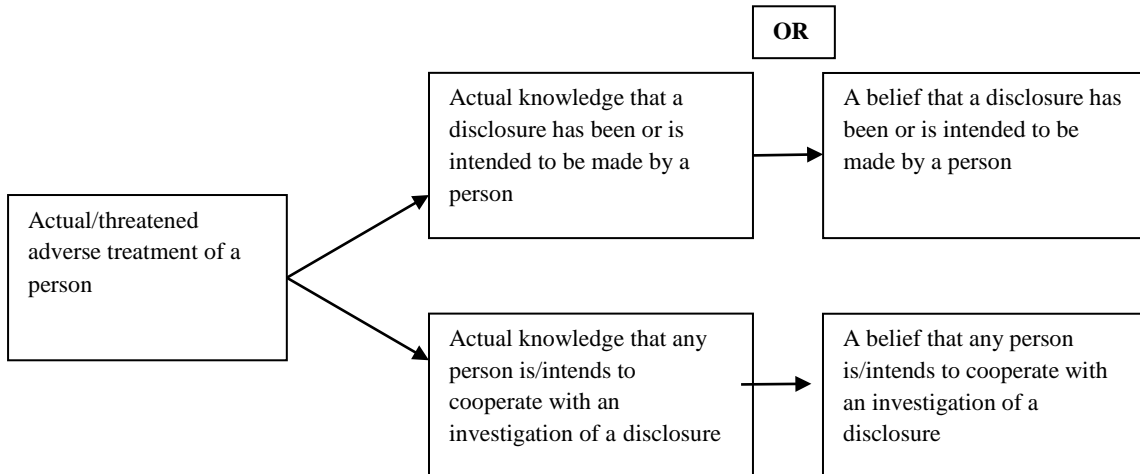 OR
Actual knowledge that a
disclosure has been or is
intended to be made by a
person
A belief that a disclosure has
been or is intended to be
made by a person
Actual/threatened
adverse treatment of a
person
Actual knowledge that any
person is/intends to
cooperate with an
investigation of a disclosure
A belief that any person
is/intends to cooperate with
an investigation of a
disclosure